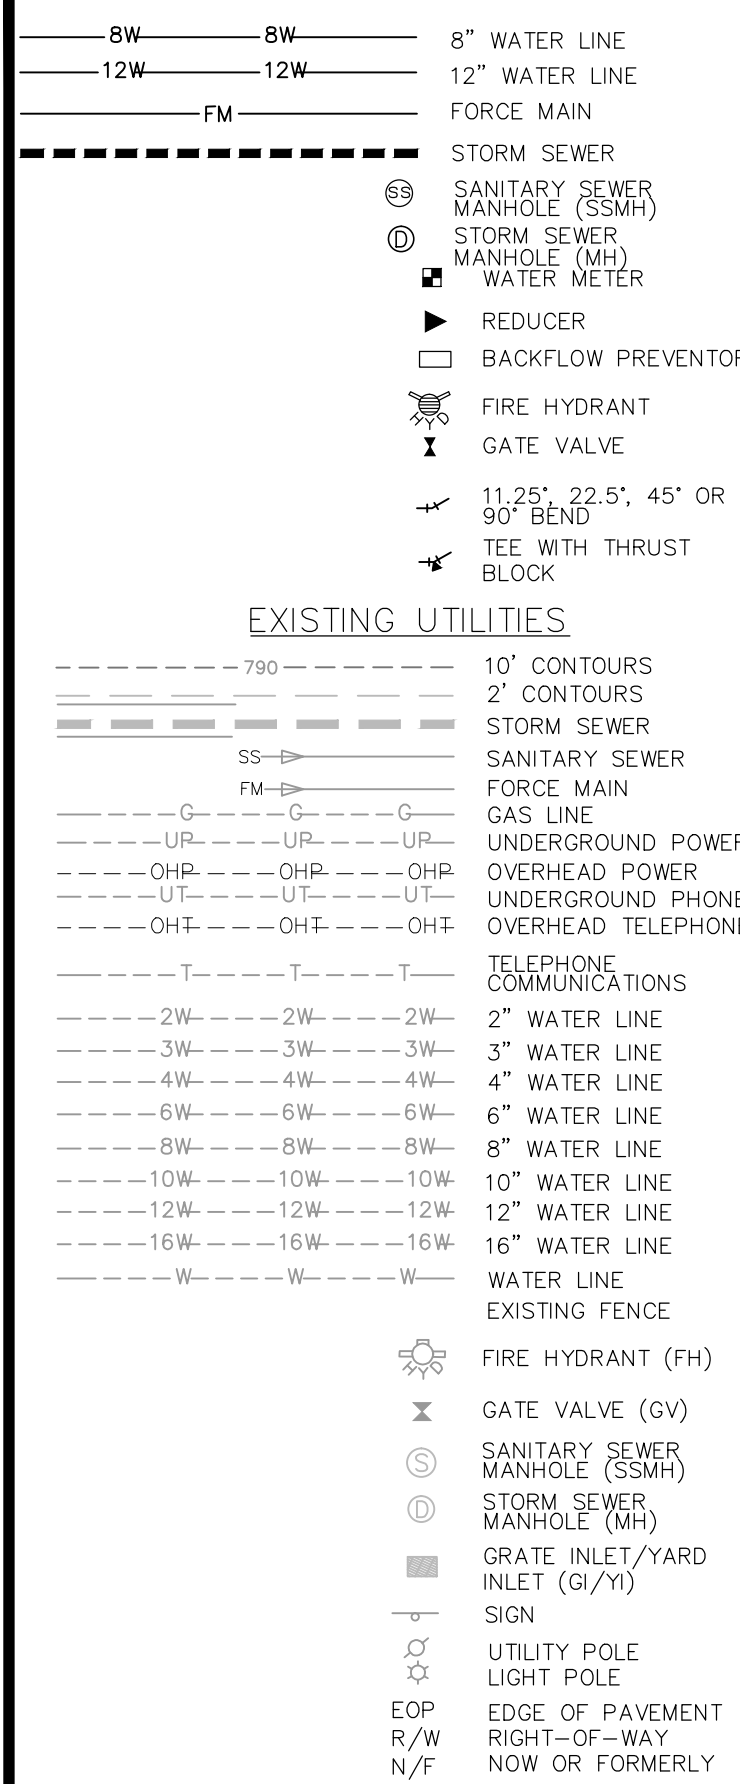 8W 8W 8” WATER LINE
12W 12W 12” WATER LINE
FM FORCE MAIN
STORM SEWER
SS SANITARY SEWER
MANHOLE (SSMH)
D STORM SEWER
MANHOLE (MH)
WATER METER
REDUCER
BACKFLOW PREVENTOR
HYD FIRE HYDRANT
GATE VALVE
11.25°, 22.5°, 45° OR
90° BEND
TEE WITH THRUST
BLOCK
EXISTING UTILITIES
790 10’ CONTOURS
2’ CONTOURS
STORM SEWER
SS SANITARY SEWER
FM FORCE MAIN
G G G GAS LINE
UP UP UP UNDERGROUND POWER
OHP OHP OHP OVERHEAD POWER
UT UT UT UNDERGROUND PHONE
OHT OHT OHT OVERHEAD TELEPHONE
T T T TELEPHONE
COMMUNICATIONS
2W 2W 2W 2” WATER LINE
3W 3W 3W 3” WATER LINE
4W 4W 4W 4” WATER LINE
6W 6W 6W 6” WATER LINE
8W 8W 8W 8” WATER LINE
10W 10W 10W 10” WATER LINE
12W 12W 12W 12” WATER LINE
16W 16W 16W 16” WATER LINE
W W W WATER LINE
EXISTING FENCE
HYD FIRE HYDRANT (FH)
GATE VALVE (GV)
S SANITARY SEWER
MANHOLE (SSMH)
D STORM SEWER
MANHOLE (MH)
GRATE INLET/YARD
INLET (GI/YI)
SIGN
UTILITY POLE
LIGHT POLE
EOP EDGE OF PAVEMENT
R/W RIGHT-OF-WAY
N/F NOW OR FORMERLY